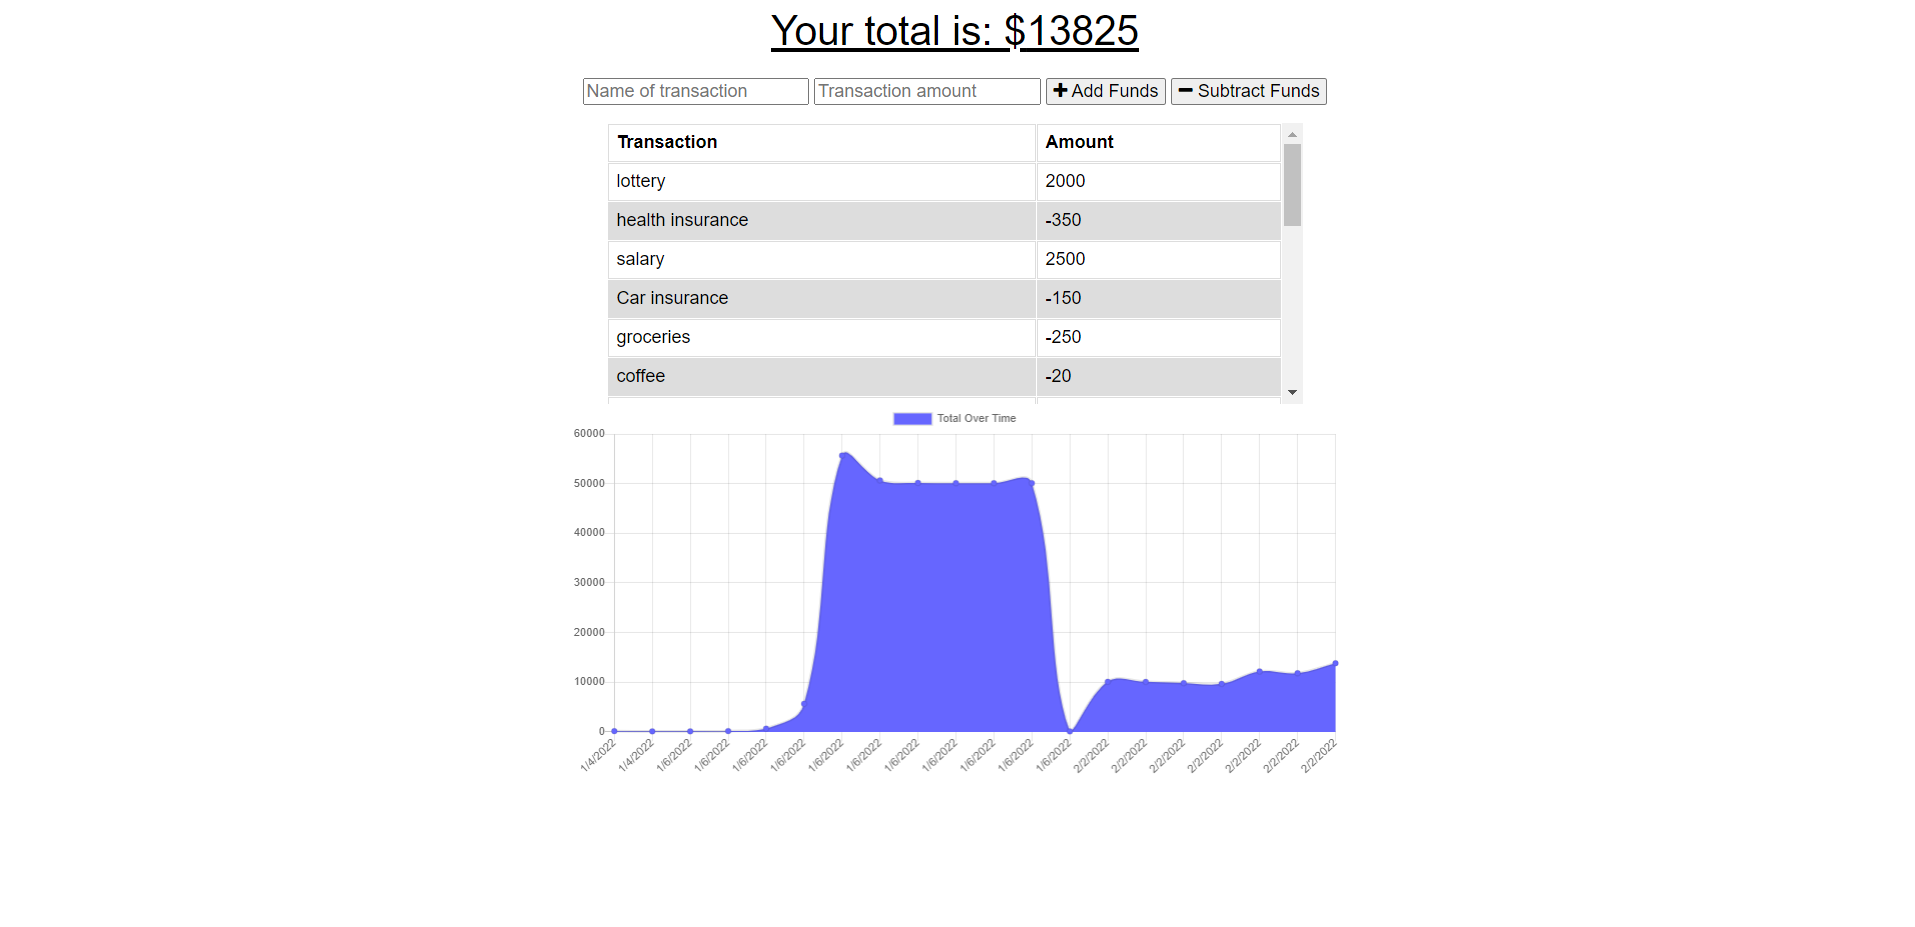 Your total is: $13825
Name of transaction Transaction amount Add Funds Subtract Funds
Transaction Amount
lottery 2000
health insurance -350
salary 2500
Car insurance -150
groceries -250
coffee -20
Total Over Time
60000
50000
40000
30000
20000
10000
0
1/4/2022 1/4/2022 1/6/2022 1/6/2022 1/6/2022 1/6/2022 1/6/2022 1/6/2022 1/6/2022 1/6/2022 1/6/2022 1/6/2022 1/6/2022 2/2/2022 2/2/2022 2/2/2022 2/2/2022 2/2/2022 2/2/2022 2/2/2022